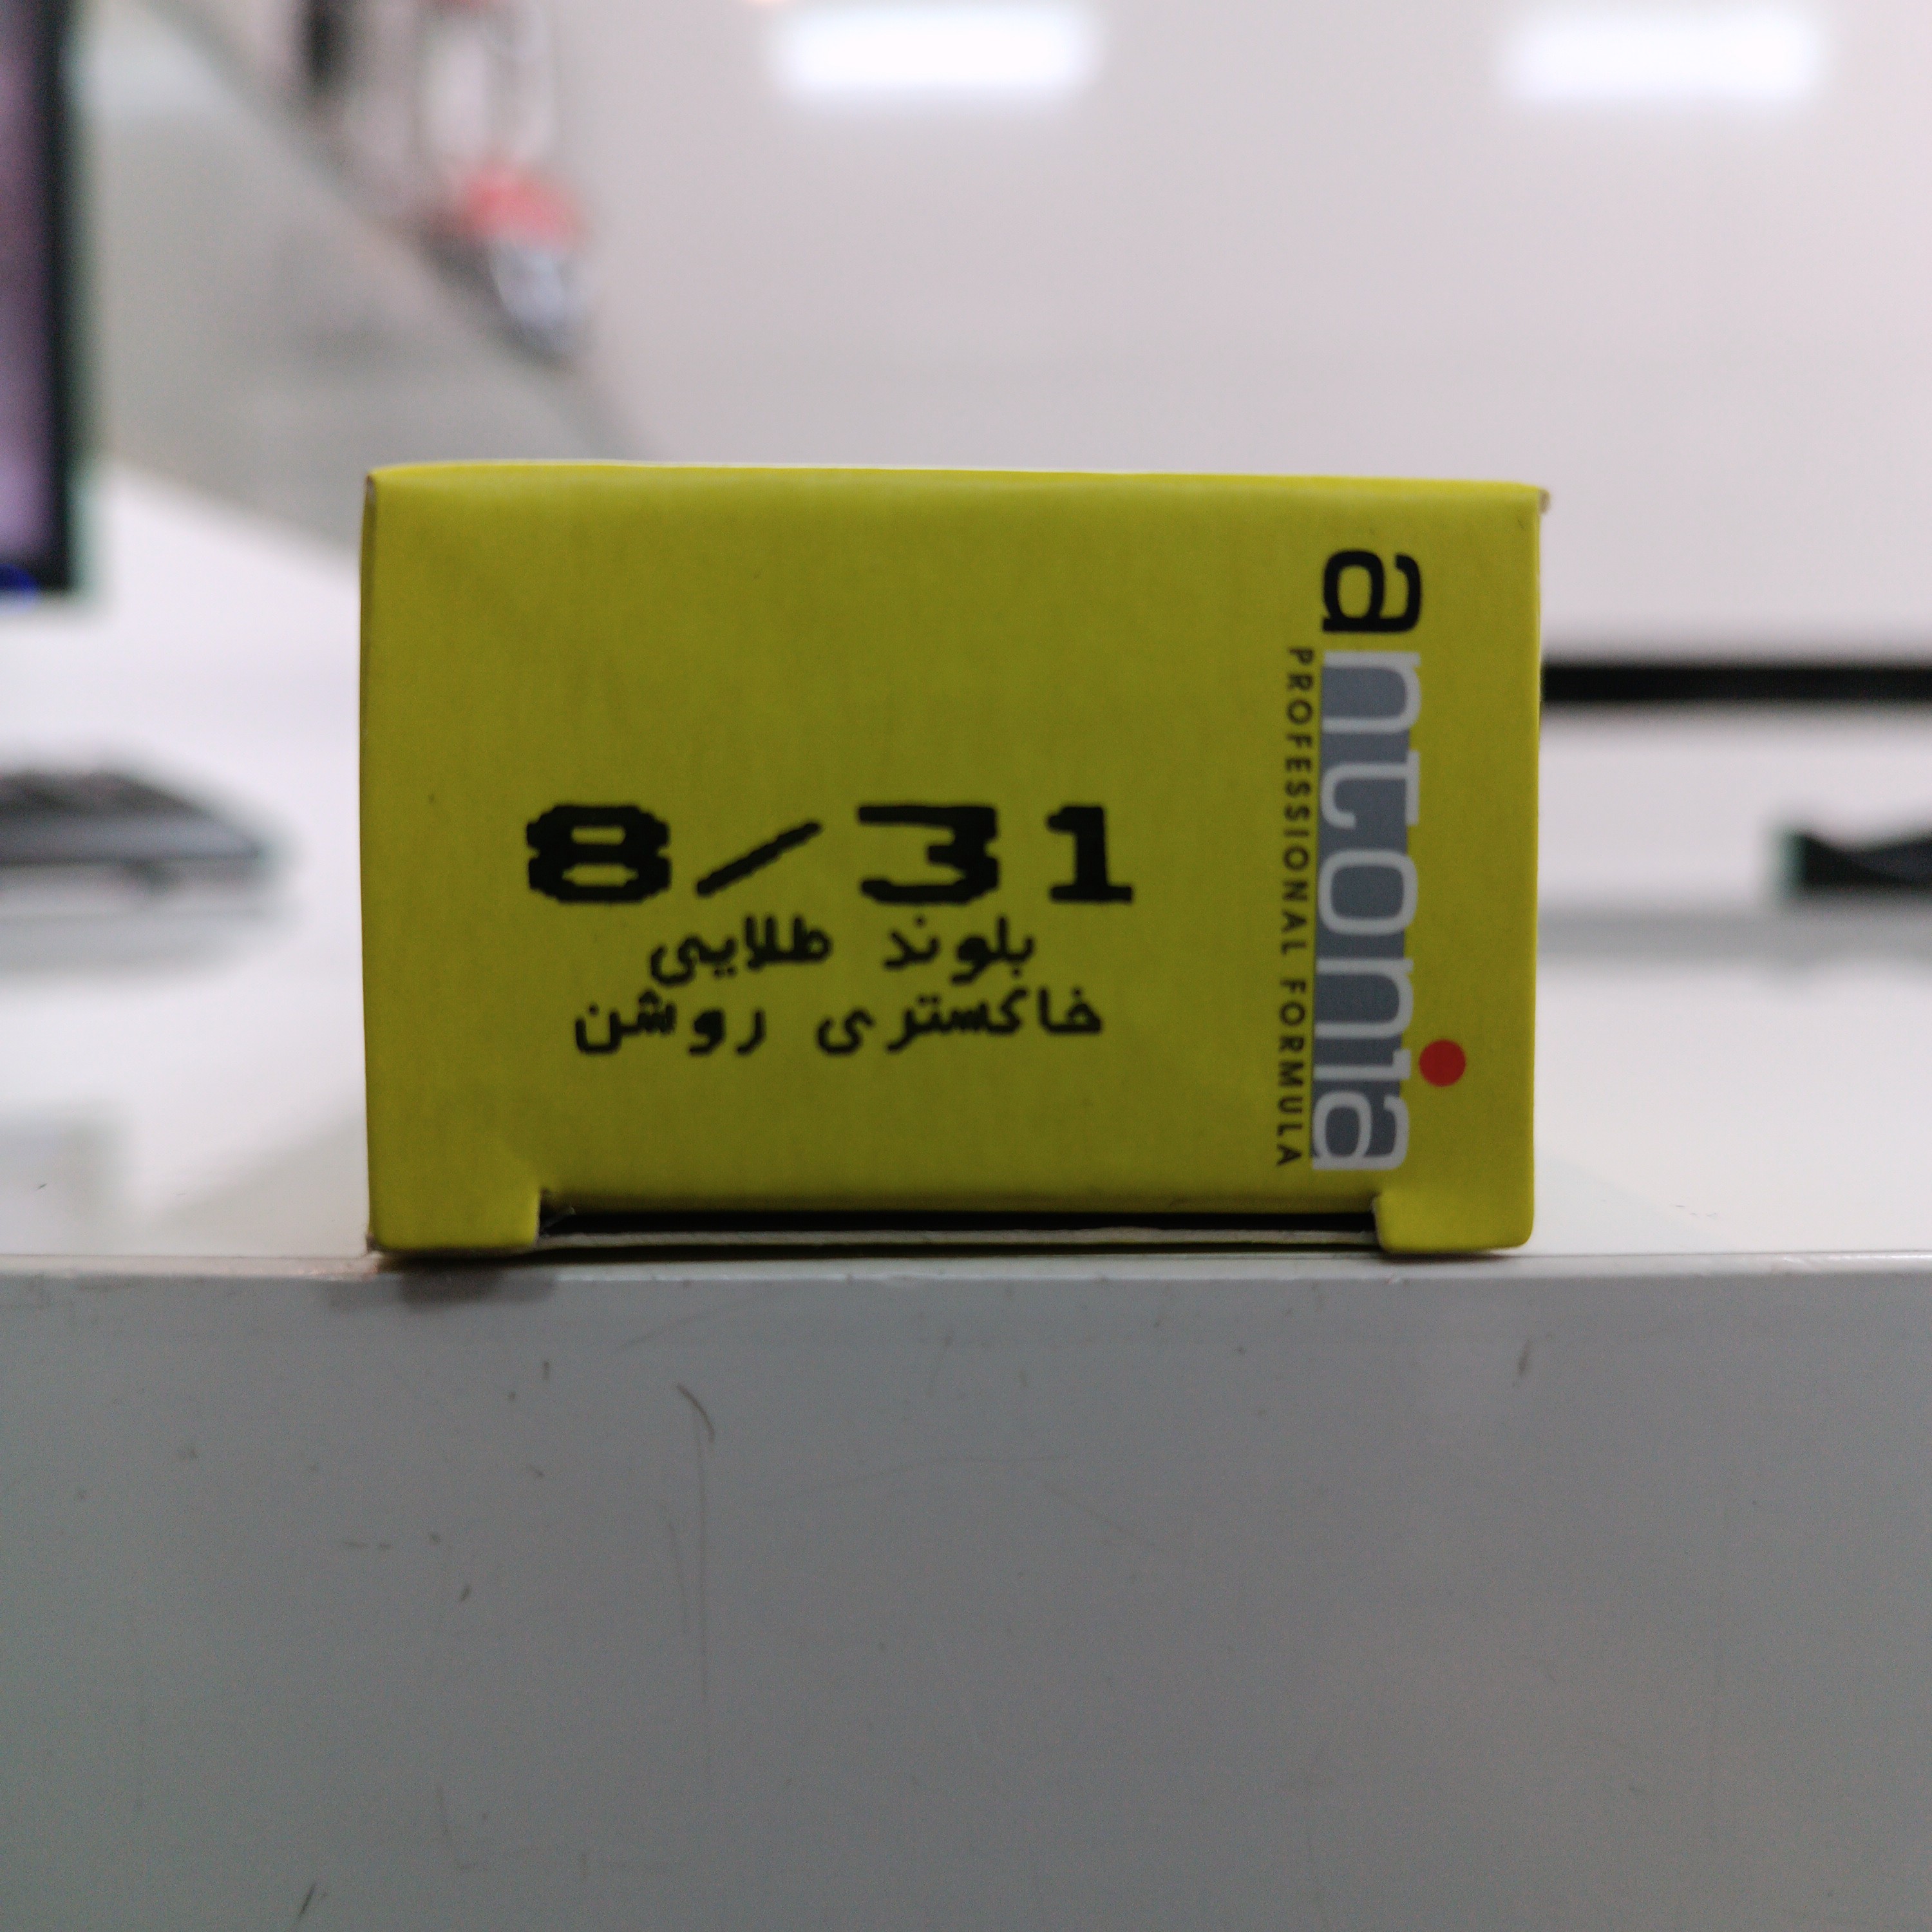 8/31
بلوند طلایی
خاکستری روشن
antonia
PROFESSIONAL FORMULA